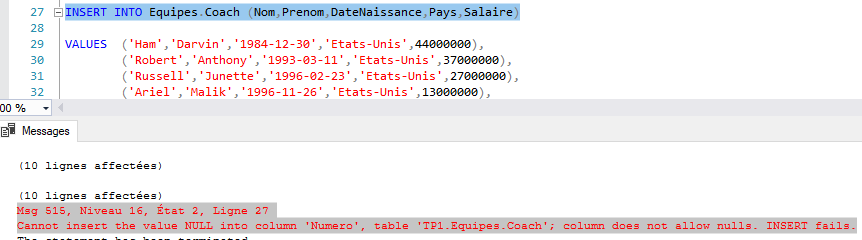 27 INSERT INTO Equipes.Coach (Nom,Prenom,DateNaissance,Pays,Salaire)
28
29 VALUES ('Ham','Darvin','1984-12-30','Etats-Unis',44000000),
30 ('Robert','Anthony','1993-03-11','Etats-Unis',37000000),
31 ('Russell','Junette','1996-02-23','Etats-Unis',27000000),
32 ('Ariel','Malik','1996-11-26','Etats-Unis',13000000),
00 %
Messages
(10 lignes affectées)
(10 lignes affectées)
Msg 515, Niveau 16, État 2, Ligne 27
Cannot insert the value NULL into column 'Numero', table 'TP1.Equipes.Coach'; column does not allow nulls. INSERT fails.
The statement has been terminated